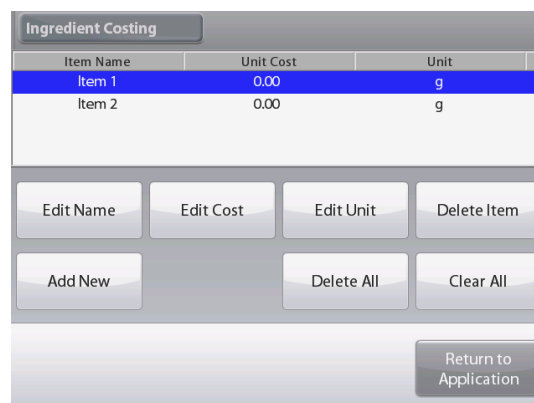 Ingredient Costing
Item Name Unit Cost Unit
Item 1 0.00 g
Item 2 0.00 g
Edit Name Edit Cost Edit Unit Delete Item
Add New Delete All Clear All
Return to
Application